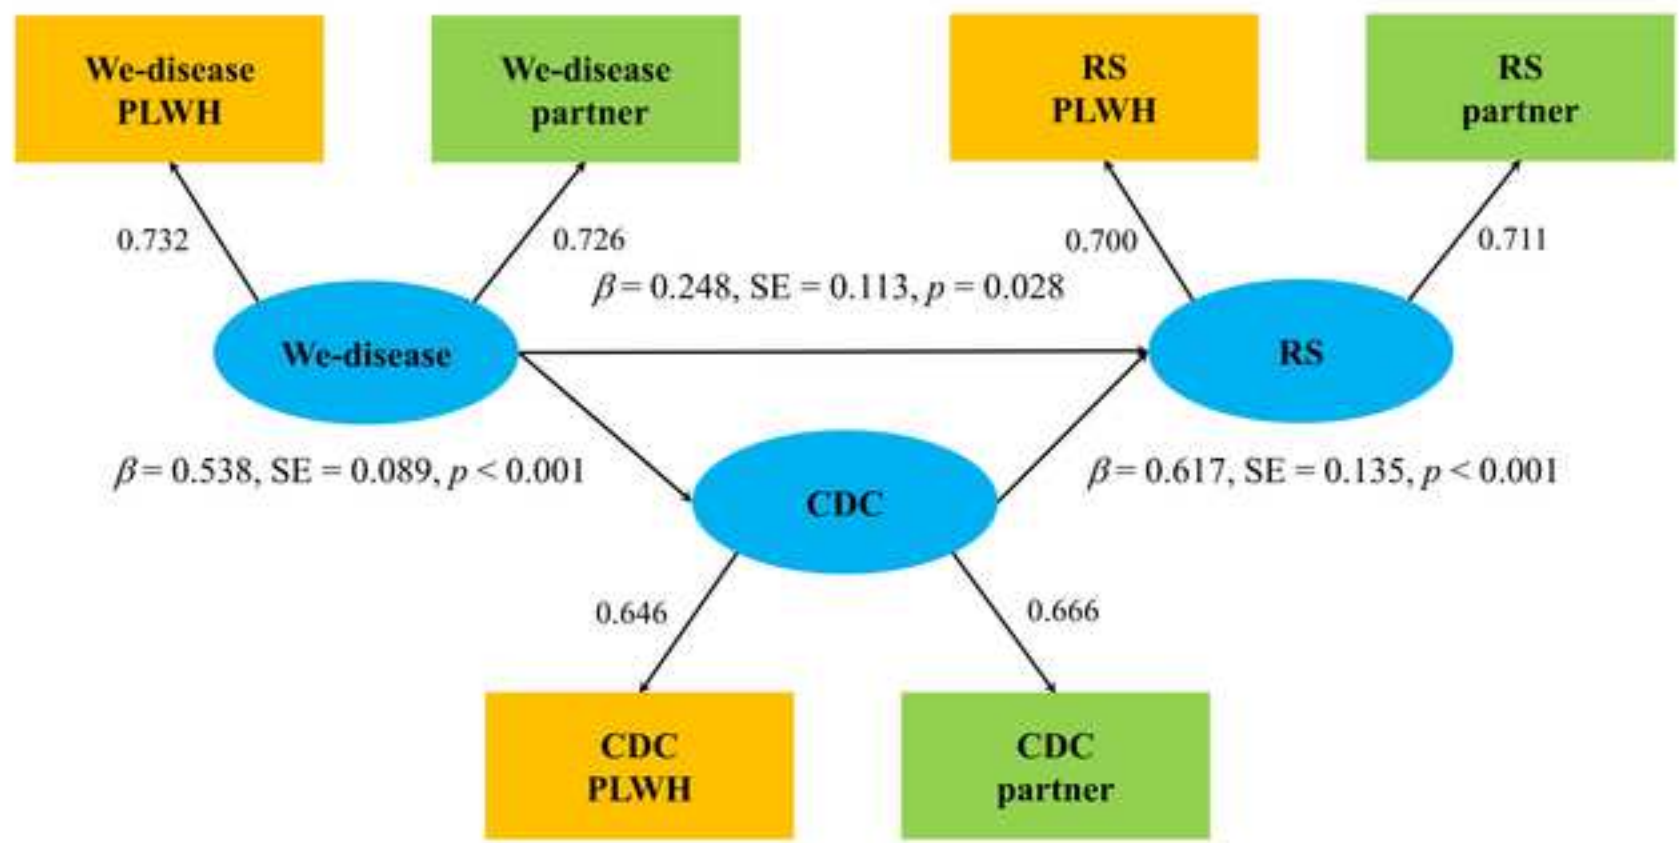 We-disease
PLWH
We-disease
partner
RS
PLWH
RS
partner
0.732
0.726
0.700
0.711
β = 0.248, SE = 0.113, p = 0.028
We-disease
RS
β = 0.538, SE = 0.089, p < 0.001
β = 0.617, SE = 0.135, p < 0.001
CDC
0.646
0.666
CDC
PLWH
CDC
partner